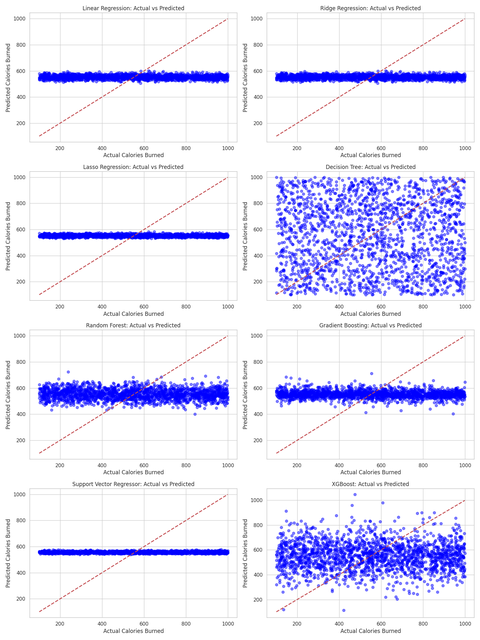 Linear Regression: Actual vs Predicted
Predicted Calories Burned
1000
800
600
400
200
200 400 600 800 1000
Actual Calories Burned
Ridge Regression: Actual vs Predicted
Predicted Calories Burned
1000
800
600
400
200
200 400 600 800 1000
Actual Calories Burned
Lasso Regression: Actual vs Predicted
Predicted Calories Burned
1000
800
600
400
200
200 400 600 800 1000
Actual Calories Burned
Decision Tree: Actual vs Predicted
Predicted Calories Burned
1000
800
600
400
200
200 400 600 800 1000
Actual Calories Burned
Random Forest: Actual vs Predicted
Predicted Calories Burned
1000
800
600
400
200
200 400 600 800 1000
Actual Calories Burned
Gradient Boosting: Actual vs Predicted
Predicted Calories Burned
1000
800
600
400
200
200 400 600 800 1000
Actual Calories Burned
Support Vector Regressor: Actual vs Predicted
Predicted Calories Burned
1000
800
600
400
200
200 400 600 800 1000
Actual Calories Burned
XGBoost: Actual vs Predicted
Predicted Calories Burned
1000
800
600
400
200
200 400 600 800 1000
Actual Calories Burned